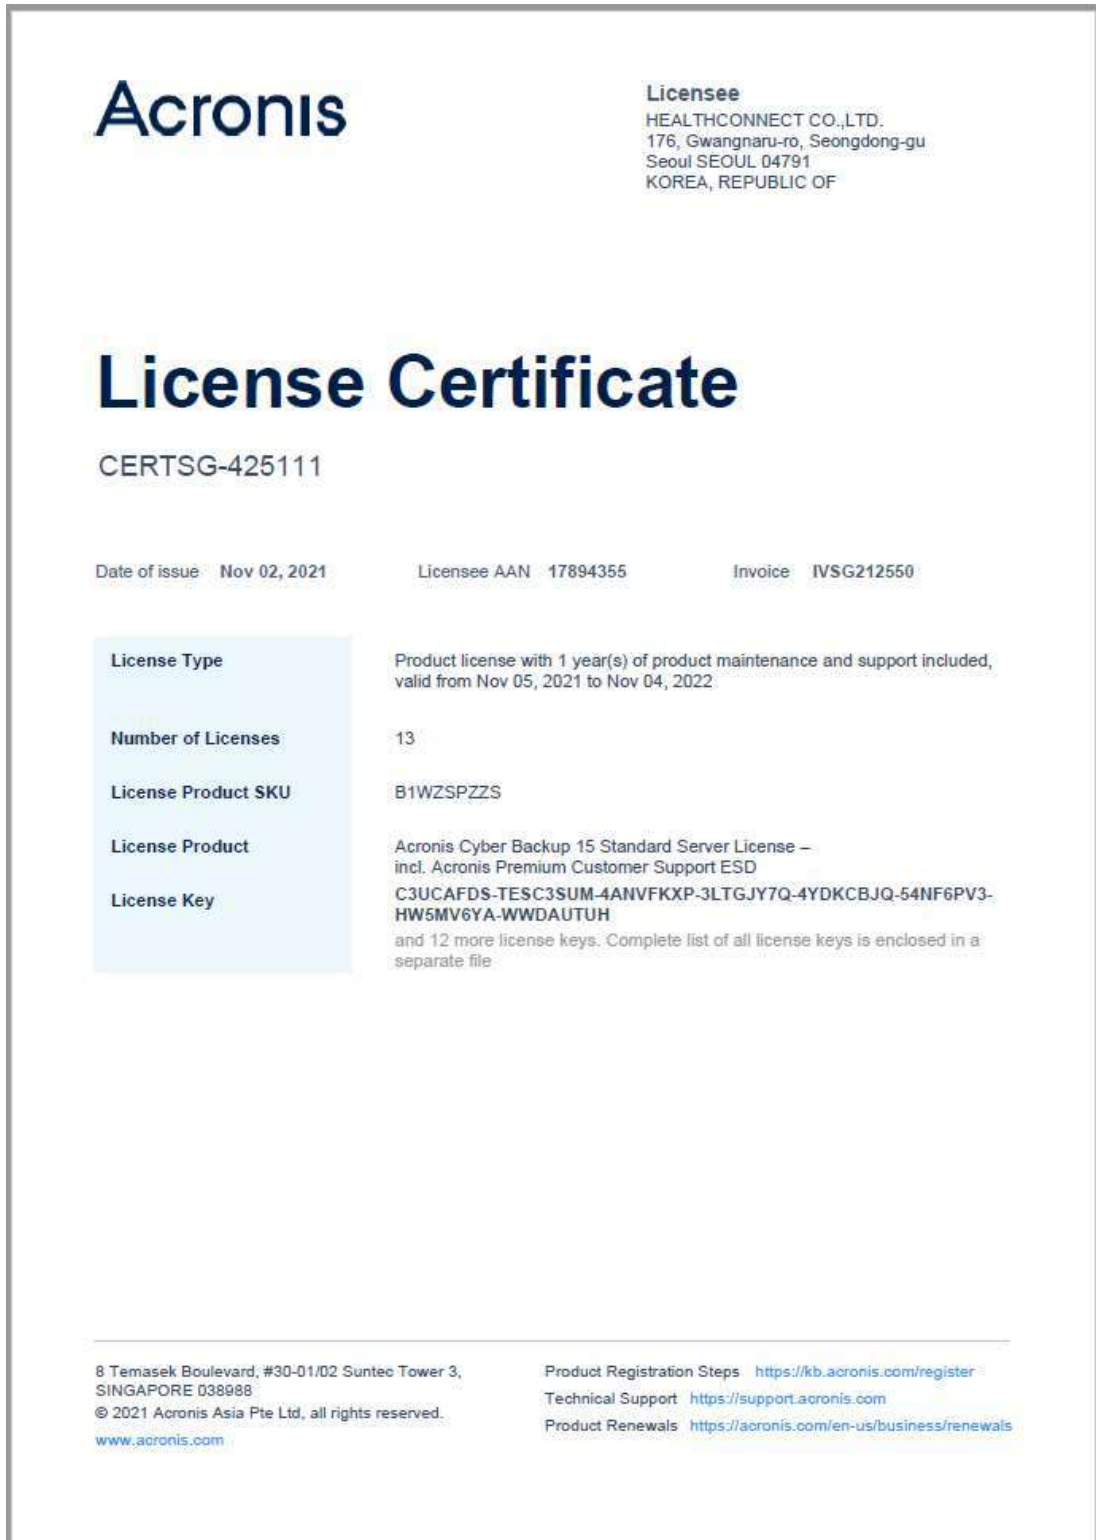 Acronis
Licensee
HEALTHCONNECT CO.,LTD.
176, Gwangnaru-ro, Seongdong-gu
Seoul SEOUL 04791
KOREA, REPUBLIC OF
License Certificate
CERTSG-425111
Date of issue Nov 02, 2021 Licensee AAN 17894355 Invoice IVSG212550
License Type Product license with 1 year(s) of product maintenance and support included,
valid from Nov 05, 2021 to Nov 04, 2022
Number of Licenses 13
License Product SKU B1WZSPZZS
License Product Acronis Cyber Backup 15 Standard Server License –
incl. Acronis Premium Customer Support ESD
License Key C3UCAFDS-TESC3SUM-4ANVFKXP-3LTGJY7Q-4YDKCBJQ-54NF6PV3-
HW5MV6YA-WWDAUTUH
and 12 more license keys. Complete list of all license keys is enclosed in a
separate file
8 Temasek Boulevard, #30-01/02 Suntec Tower 3,
SINGAPORE 038988
© 2021 Acronis Asia Pte Ltd, all rights reserved.
www.acronis.com
Product Registration Steps https://kb.acronis.com/register
Technical Support https://support.acronis.com
Product Renewals https://acronis.com/en-us/business/renewals